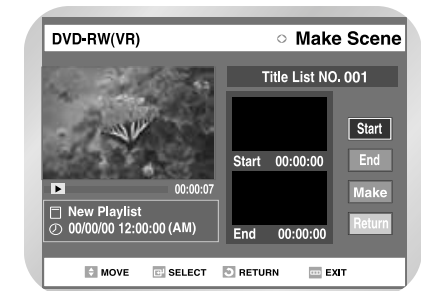 DVD-RW(VR)
Make Scene
Title List NO. 001
00:00:07
New Playlist
00/00/00 12:00:00 (AM)
Start 00:00:00
End 00:00:00
Start
End
Make
Return
MOVE SELECT RETURN EXIT